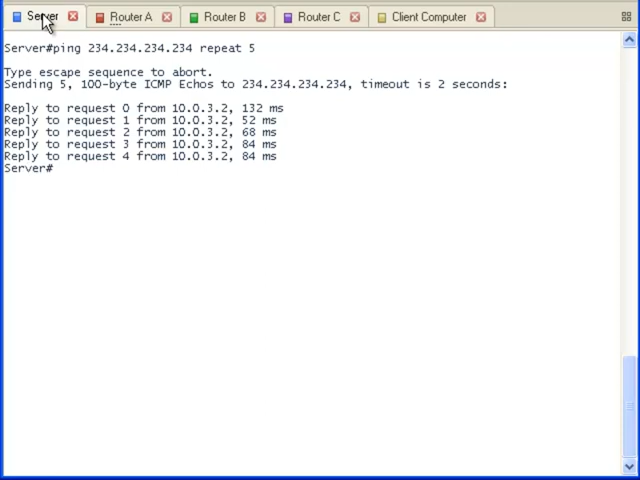 Server Router A Router B Router C Client Computer
Server#ping 234.234.234.234 repeat 5
Type escape sequence to abort.
Sending 5, 100-byte ICMP Echos to 234.234.234.234, timeout is 2 seconds:
Reply to request 0 from 10.0.3.2, 132 ms
Reply to request 1 from 10.0.3.2, 52 ms
Reply to request 2 from 10.0.3.2, 68 ms
Reply to request 3 from 10.0.3.2, 84 ms
Reply to request 4 from 10.0.3.2, 84 ms
Server#